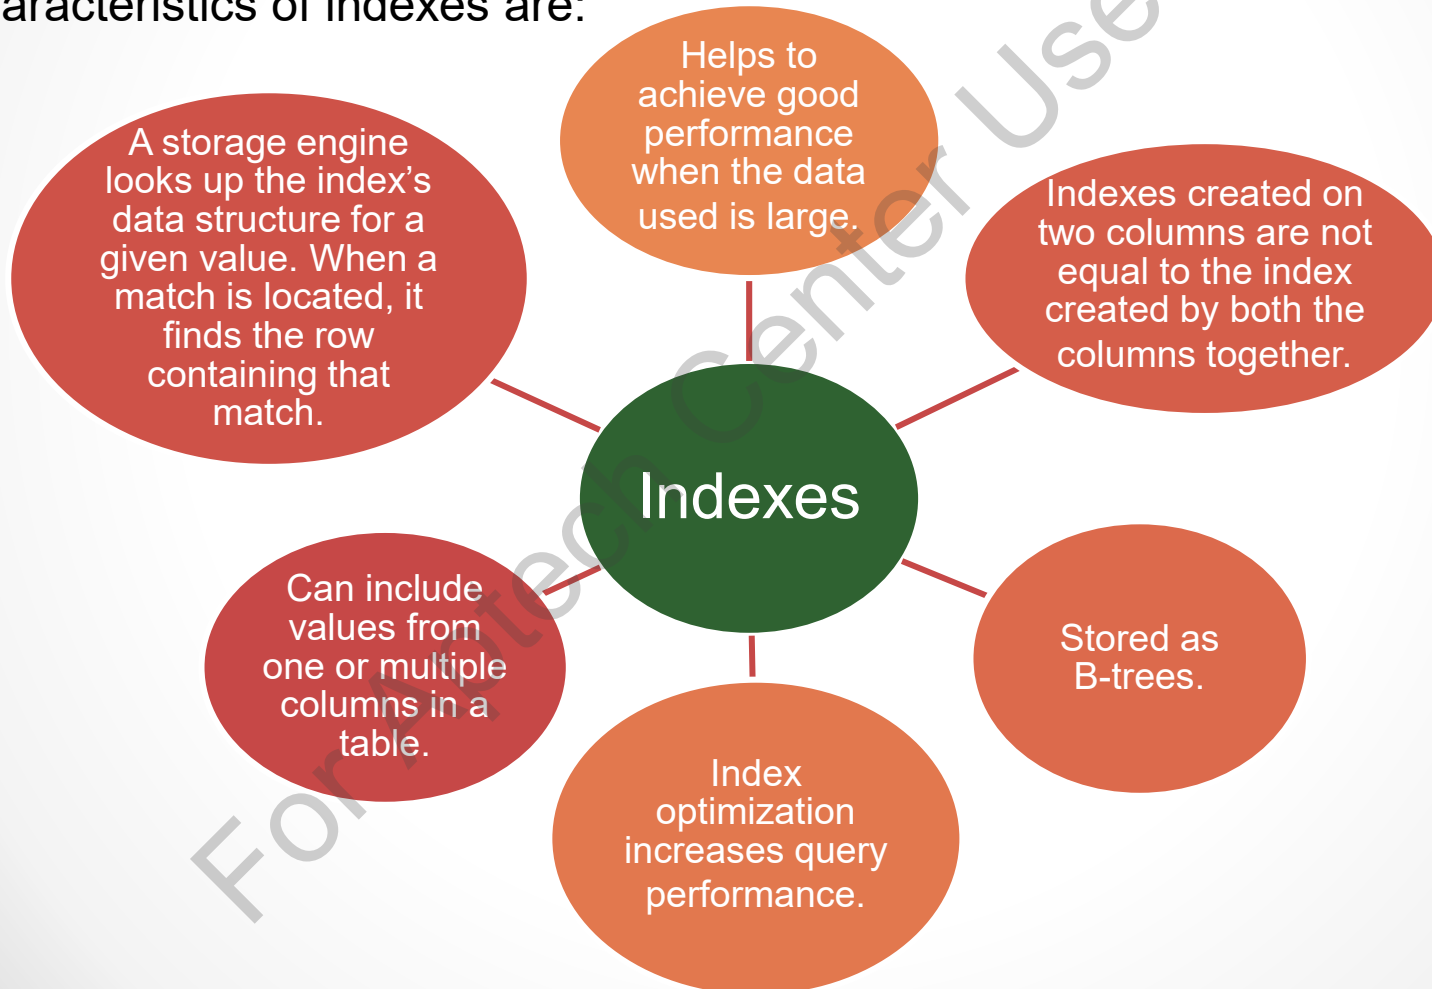 aracteristics of indexes are:
Helps to
achieve good
performance
when the data
used is large.
A storage engine
looks up the index’s
data structure for a
given value. When a
match is located, it
finds the row
containing that
match.
Indexes created on
two columns are not
equal to the index
created by both the
columns together.
Indexes
Can include
values from
one or multiple
columns in a
table.
Stored as
B-trees.
Index
optimization
increases query
performance.
For Aptech Center Use